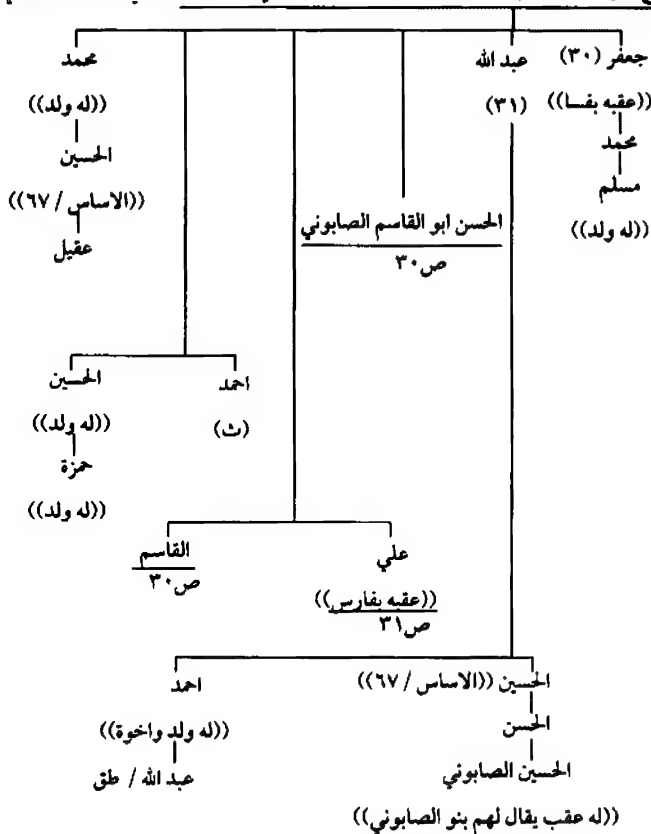 جعفر (٣٠) عبد الله محمد
((عقبه بفسا)) (٣١) ((له ولد))
محمد الحسين
مسلم ((الاساس / ٦٧))
((له ولد)) الحسن ابو القاسم الصابوني عقيل
ص٣٠
احمد الحسين
(ث) ((له ولد))
حمزة
((له ولد))
علي القاسم
((عقبه بفارس)) ص٣٠
ص٣١
الحسين ((الاساس / ٦٧)) احمد
الحسن ((له ولد واخوة))
الحسين الصابوني عبد الله / طق
((له عقب يقال لهم بنو الصابوني))